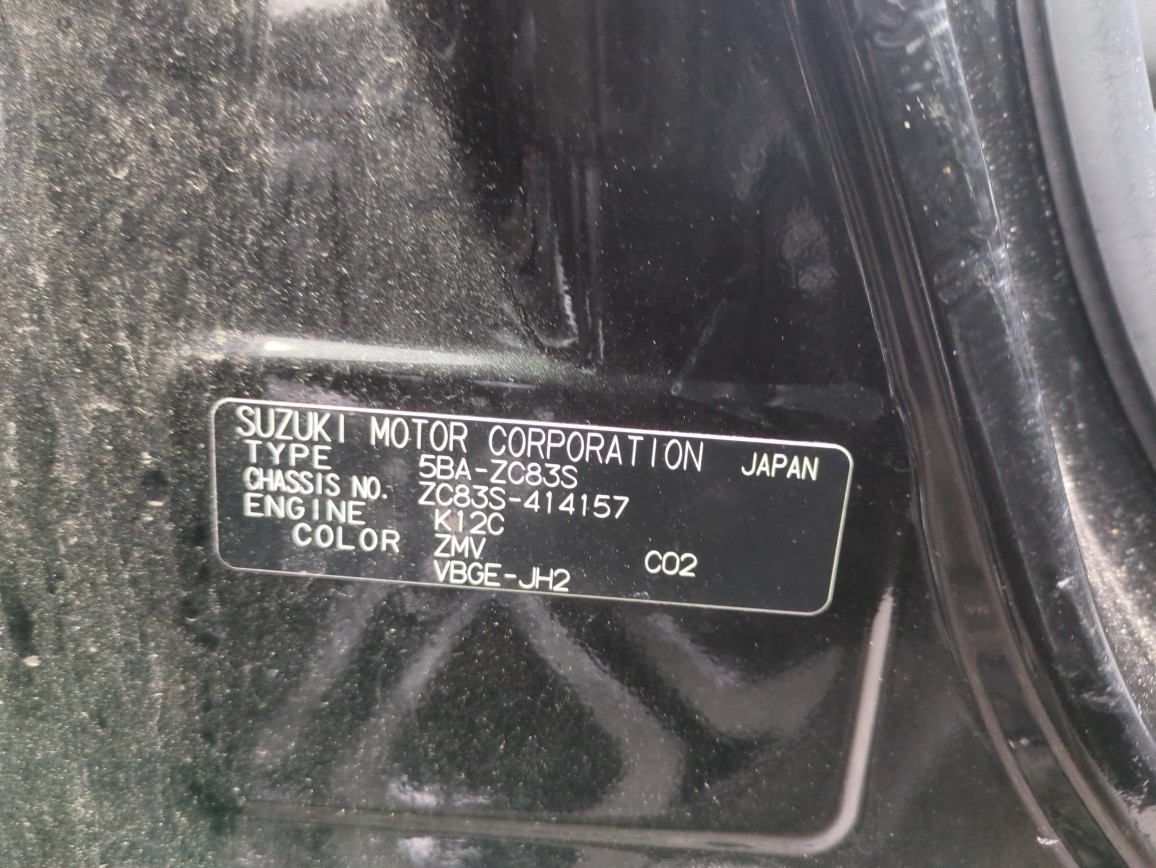 SUZUKI MOTOR CORPORATION JAPAN
TYPE 5BA-ZC83S
CHASSIS NO. ZC83S-414157
ENGINE K12C
COLOR ZMV C02
VBGE-JH2